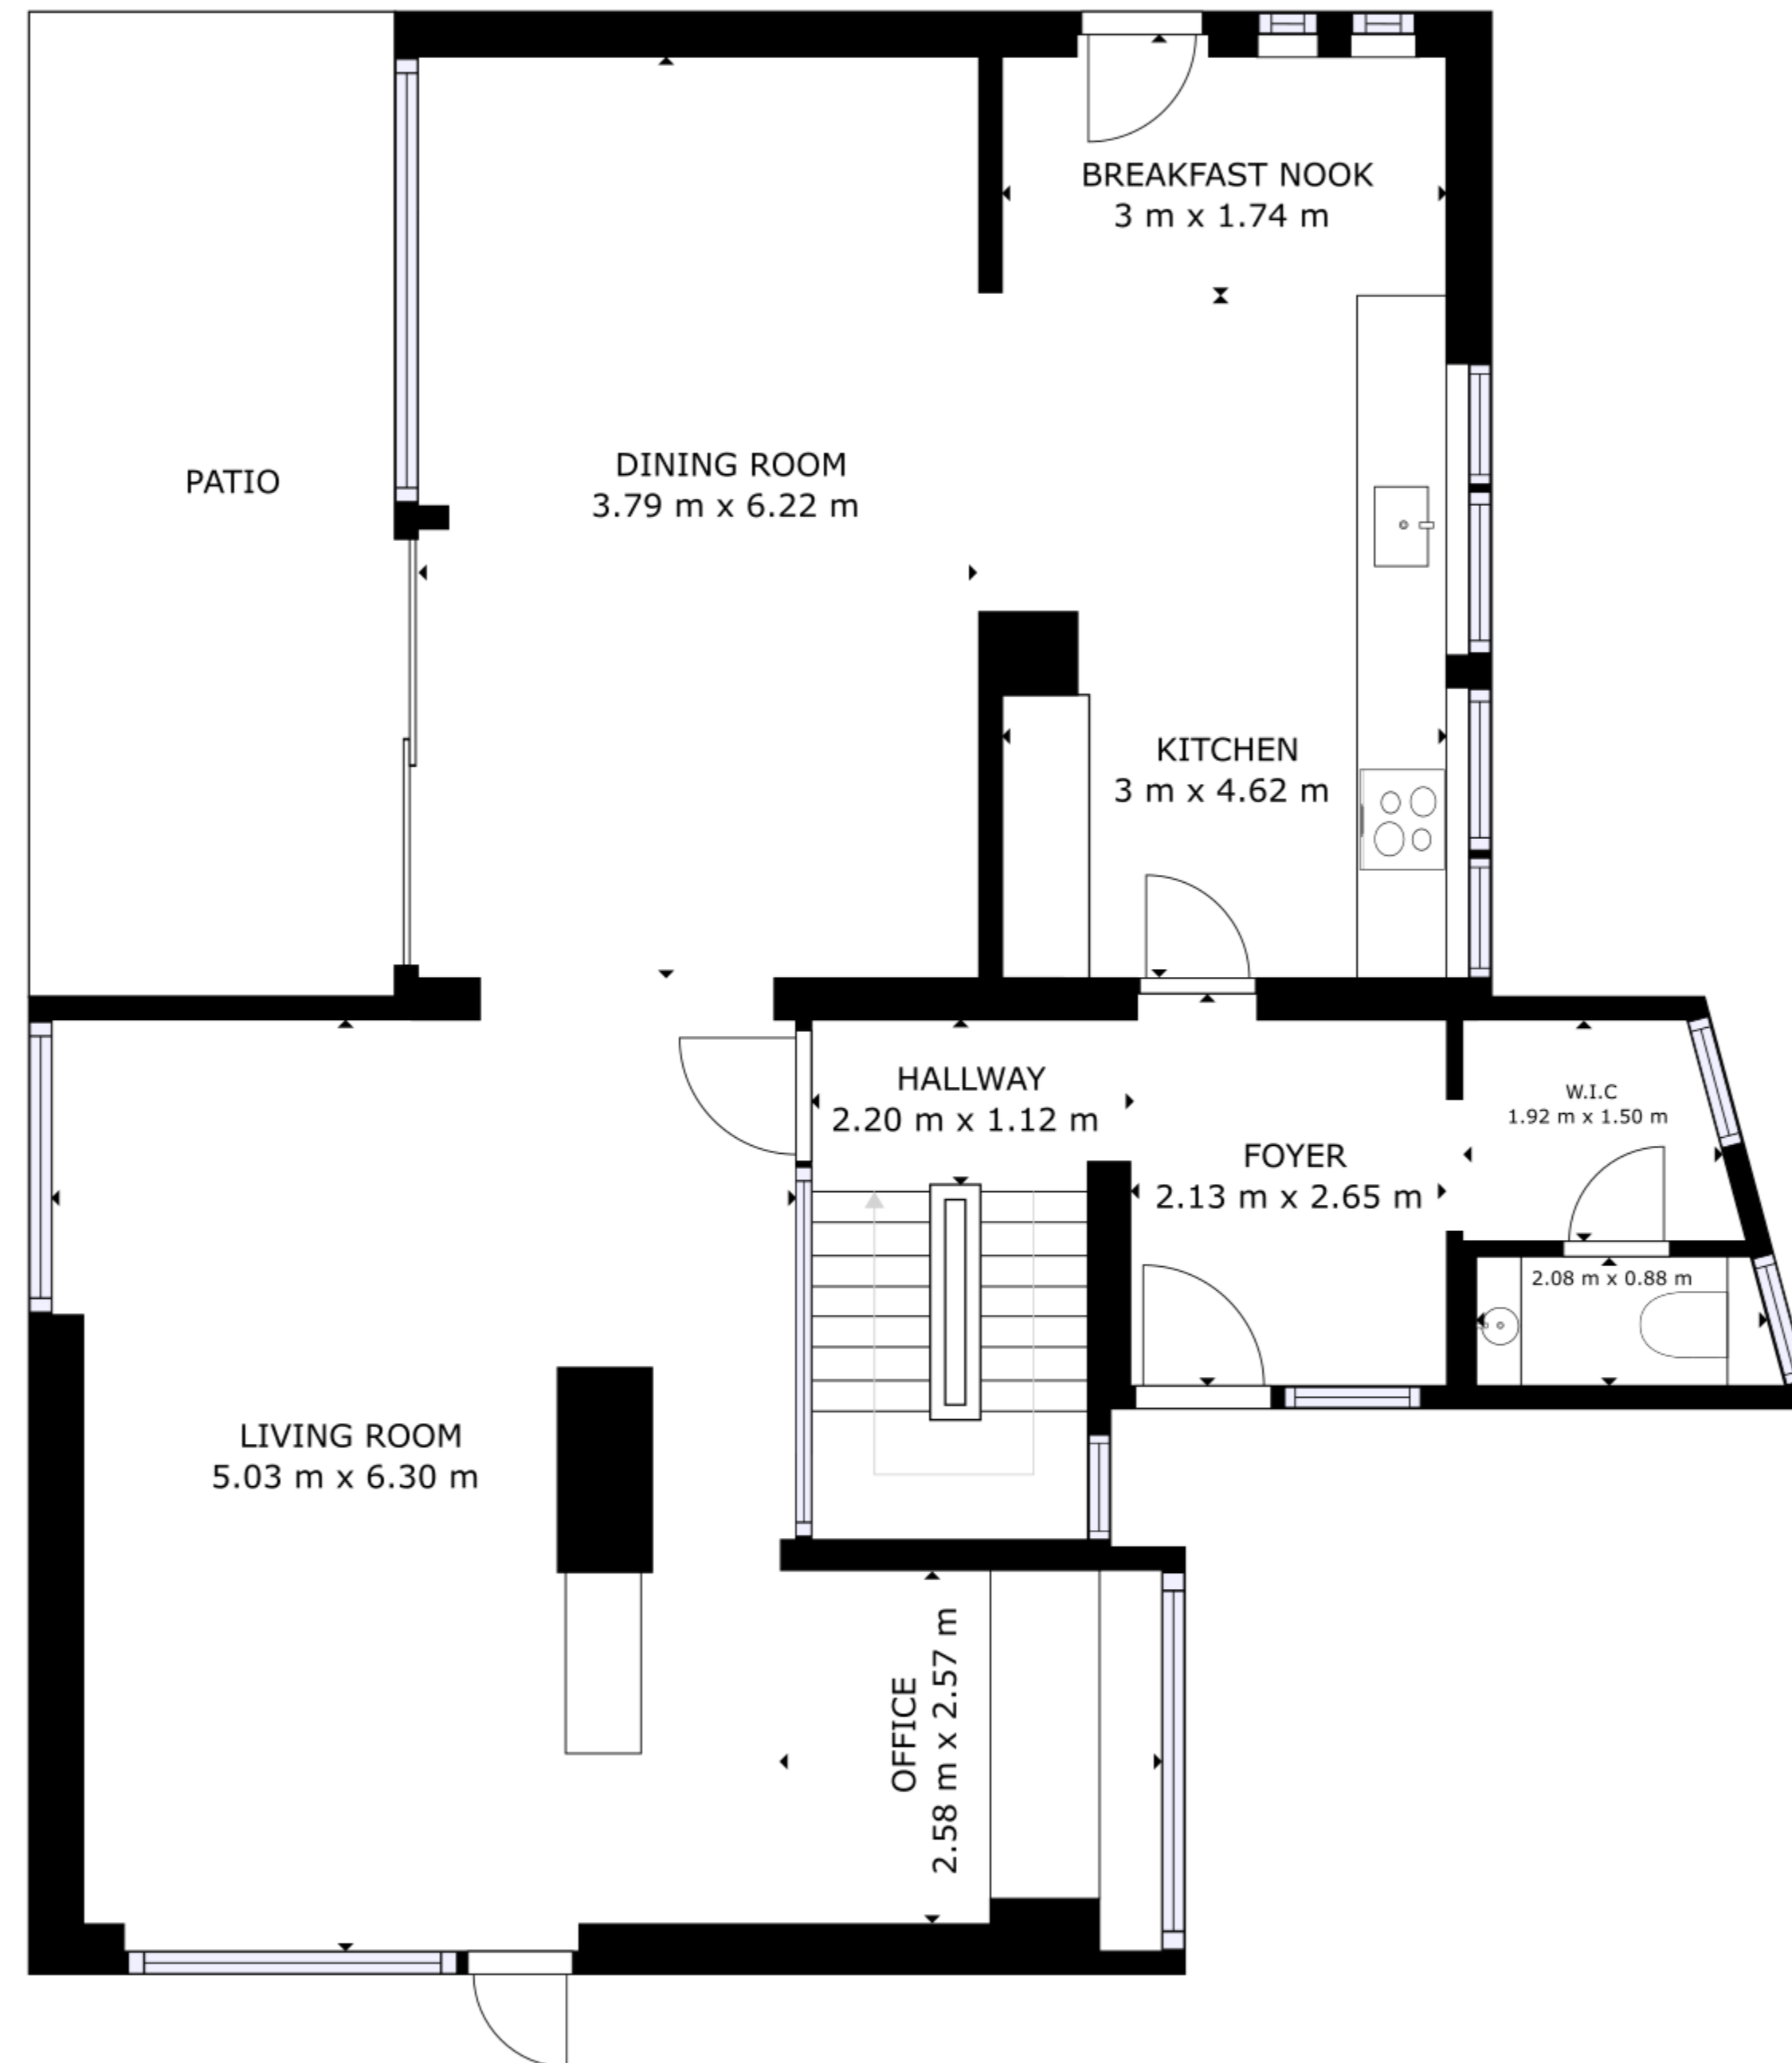 BREAKFAST NOOK
3 m x 1.74 m
PATIO
DINING ROOM
3.79 m x 6.22 m
KITCHEN
3 m x 4.62 m
HALLWAY
2.20 m x 1.12 m
W.I.C
1.92 m x 1.50 m
FOYER
2.13 m x 2.65 m
2.08 m x 0.88 m
LIVING ROOM
5.03 m x 6.30 m
OFFICE
2.58 m x 2.57 m